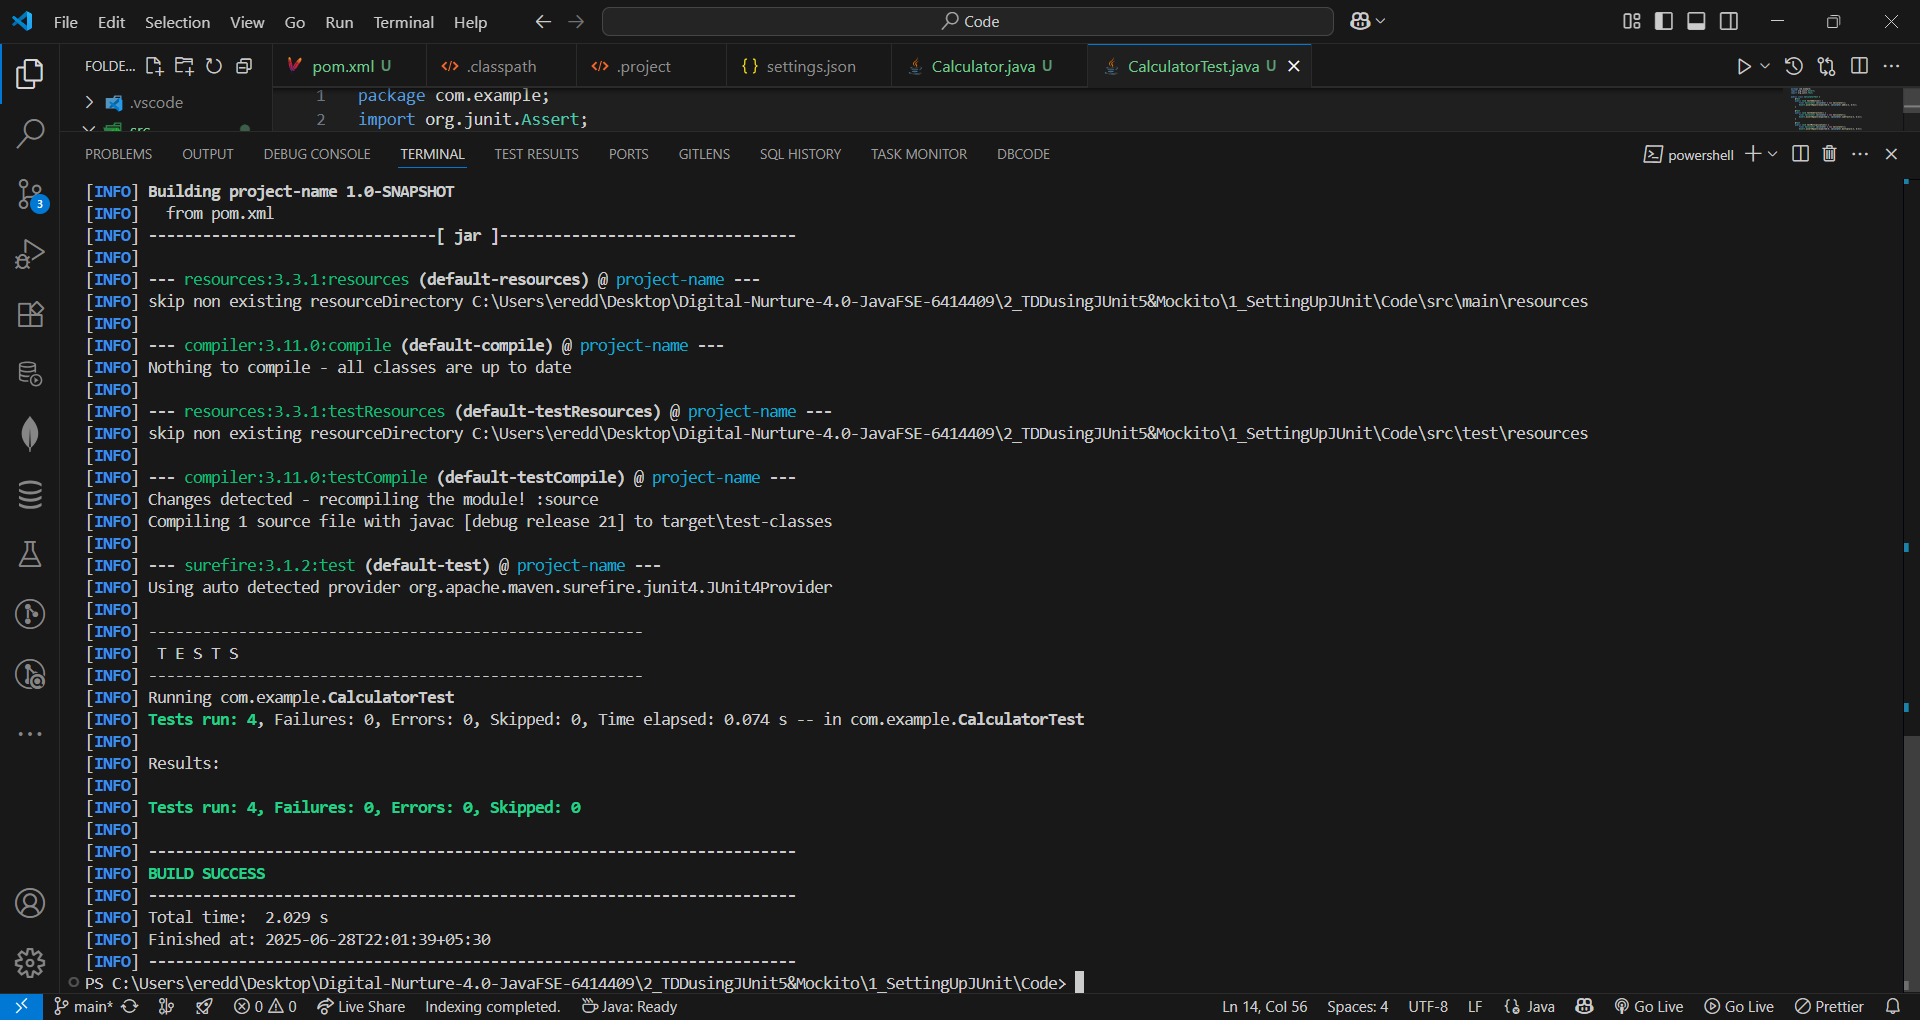 File Edit Selection View Go Run Terminal Help
Code
FOLDE...
pom.xml U
.classpath
.project
settings.json
Calculator.java U
CalculatorTest.java U
.vscode
src
1 package com.example;
2 import org.junit.Assert;
PROBLEMS OUTPUT DEBUG CONSOLE TERMINAL TEST RESULTS PORTS GITLENS SQL HISTORY TASK MONITOR DBCODE
powershell
[INFO] Building project-name 1.0-SNAPSHOT
[INFO]   from pom.xml
[INFO] --------------------------------[ jar ]---------------------------------
[INFO]
[INFO] --- resources:3.3.1:resources (default-resources) @ project-name ---
[INFO] skip non existing resourceDirectory C:\Users\eredd\Desktop\Digital-Nurture-4.0-JavaFSE-6414409\2_TDDusingJUnit5&Mockito\1_SettingUpJUnit\Code\src\main\resources
[INFO]
[INFO] --- compiler:3.11.0:compile (default-compile) @ project-name ---
[INFO] Nothing to compile - all classes are up to date
[INFO]
[INFO] --- resources:3.3.1:testResources (default-testResources) @ project-name ---
[INFO] skip non existing resourceDirectory C:\Users\eredd\Desktop\Digital-Nurture-4.0-JavaFSE-6414409\2_TDDusingJUnit5&Mockito\1_SettingUpJUnit\Code\src\test\resources
[INFO]
[INFO] --- compiler:3.11.0:testCompile (default-testCompile) @ project-name ---
[INFO] Changes detected - recompiling the module! :source
[INFO] Compiling 1 source file with javac [debug release 21] to target\test-classes
[INFO]
[INFO] --- surefire:3.1.2:test (default-test) @ project-name ---
[INFO] Using auto detected provider org.apache.maven.surefire.junit4.JUnit4Provider
[INFO]
[INFO] -------------------------------------------------------
[INFO]  T E S T S
[INFO] -------------------------------------------------------
[INFO] Running com.example.CalculatorTest
[INFO] Tests run: 4, Failures: 0, Errors: 0, Skipped: 0, Time elapsed: 0.074 s -- in com.example.CalculatorTest
[INFO]
[INFO] Results:
[INFO]
[INFO] Tests run: 4, Failures: 0, Errors: 0, Skipped: 0
[INFO]
[INFO] ------------------------------------------------------------------------
[INFO] BUILD SUCCESS
[INFO] ------------------------------------------------------------------------
[INFO] Total time:  2.029 s
[INFO] Finished at: 2025-06-28T22:01:39+05:30
[INFO] ------------------------------------------------------------------------
PS C:\Users\eredd\Desktop\Digital-Nurture-4.0-JavaFSE-6414409\2_TDDusingJUnit5&Mockito\1_SettingUpJUnit\Code>
3
main* 0 0 Live Share Indexing completed. Java: Ready Ln 14, Col 56 Spaces: 4 UTF-8 LF {} Java Go Live Go Live Prettier